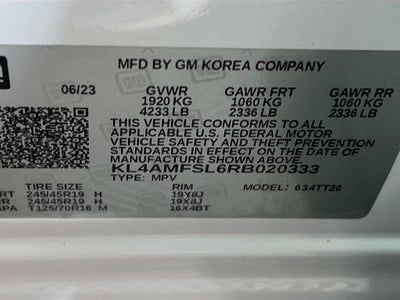 MFD BY GM KOREA COMPANY
06/23 GVWR GAWR FRT GAWR RR
1920 KG 1060 KG 1060 KG
4233 LB 2336 LB 2336 LB
THIS VEHICLE CONFORMS TO ALL
APPLICABLE U.S. FEDERAL MOTOR
VEHICLE SAFETY AND THEFT PREVENTION
STANDARDS IN EFFECT ON THE DATE OF
MANUFACTURE SHOWN ABOVE.
KL4AMFSL6RB020333
TYPE: MPV MODEL: 634TT26
TIRE SIZE RIM
RT 245/45R19 H 19X8J
RR 245/45R19 H 19X8J
SPA T125/70R16 M 16X4BT